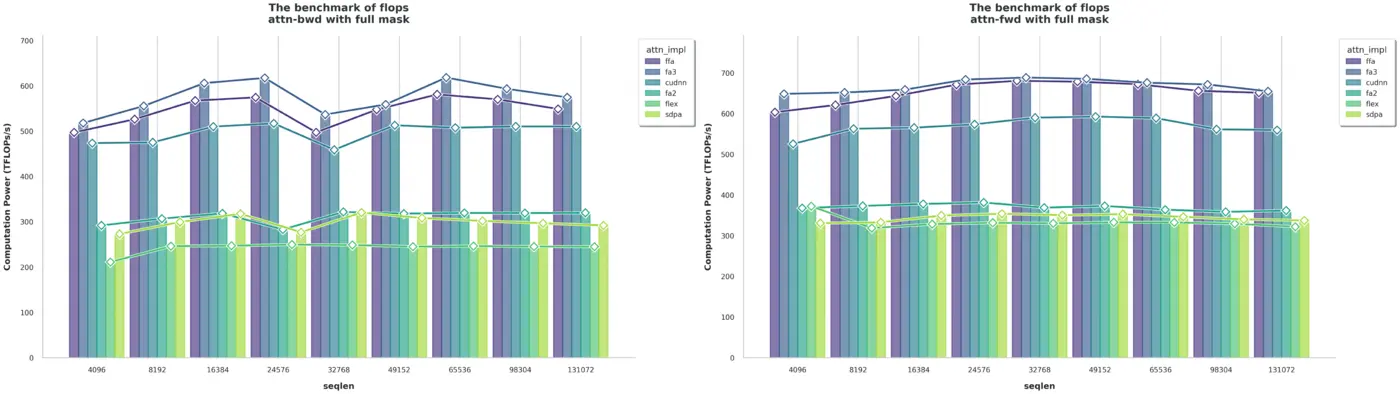 The benchmark of flops
attn-bwd with full mask
Computation Power (TFLOPs/s)
700
600
500
400
300
200
100
0
4096 8192 16384 24576 32768 49152 65536 98304 131072
seqlen
attn_impl
ffa
fa3
cudnn
fa2
flex
sdpa
The benchmark of flops
attn-fwd with full mask
Computation Power (TFLOPs/s)
700
600
500
400
300
200
100
0
4096 8192 16384 24576 32768 49152 65536 98304 131072
seqlen
attn_impl
ffa
fa3
cudnn
fa2
flex
sdpa